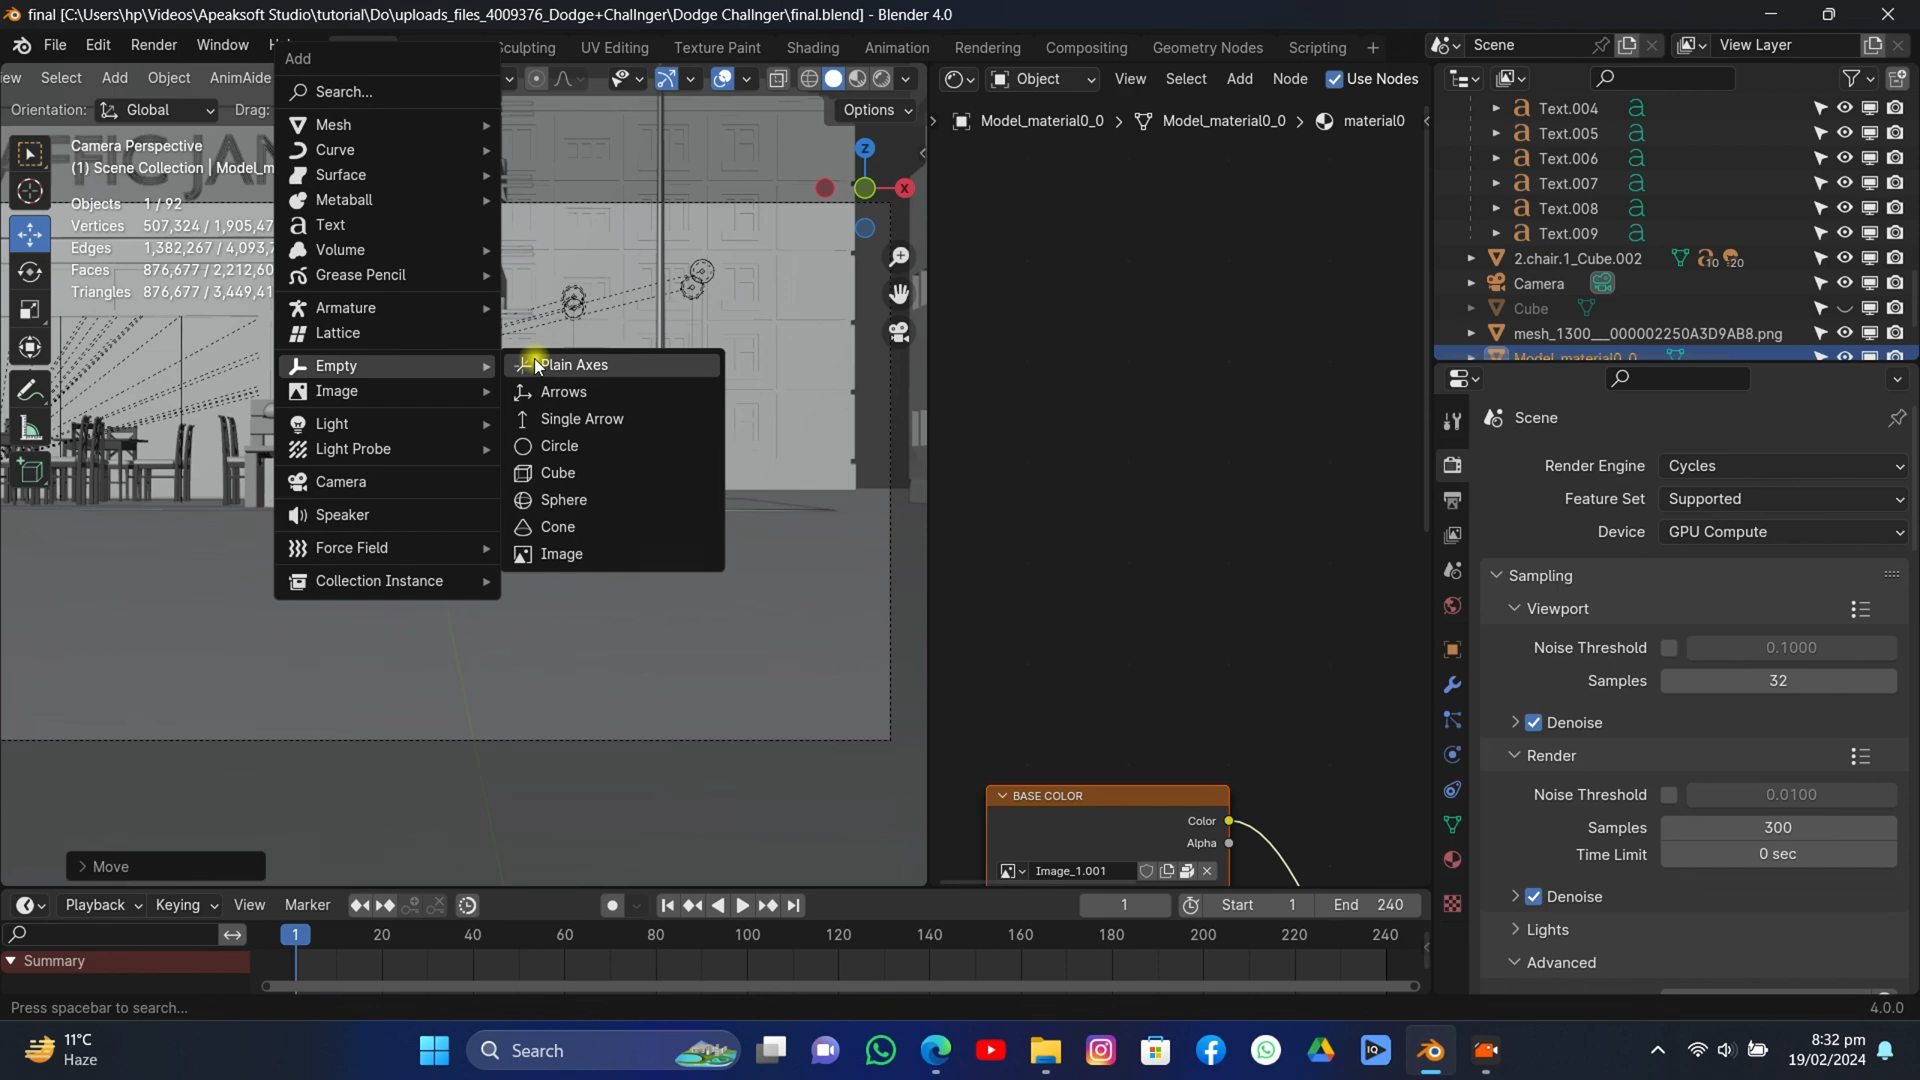 final [C:\Users\hp\Videos\Apeaksoft Studio\tutorial\Do\uploads_files_4009376_Dodge+Challnger\Dodge Challnger\final.blend] - Blender 4.0
File Edit Render Window
Sculpting UV Editing Texture Paint Shading Animation Rendering Compositing Geometry Nodes Scripting +
Scene
View Layer
Select Add Object AnimAide
Orientation: Global Drag:
Options
Camera Perspective
(1) Scene Collection | Model_m
Objects 1 / 92
Vertices 507,324 / 1,905,47
Edges 1,382,267 / 4,093,7
Faces 876,677 / 2,212,60
Triangles 876,677 / 3,449,41
Add
Search...
Mesh
Curve
Surface
Metaball
Text
Volume
Grease Pencil
Armature
Lattice
Empty
Image
Light
Light Probe
Camera
Speaker
Force Field
Collection Instance
Plain Axes
Arrows
Single Arrow
Circle
Cube
Sphere
Cone
Image
Z
X
> Move
Object View Select Add Node Use Nodes
Model_material0_0 > Model_material0_0 > material0
BASE COLOR
Color
Alpha
Image_1.001
Text.004
Text.005
Text.006
Text.007
Text.008
Text.009
2.chair.1_Cube.002 10 20
Camera
Cube
mesh_1300__000002250A3D9AB8.png
Model_material0_0
Scene
Render Engine Cycles
Feature Set Supported
Device GPU Compute
Sampling
Viewport
Noise Threshold 0.1000
Samples 32
Denoise
Render
Noise Threshold 0.0100
Samples 300
Time Limit 0 sec
Denoise
Lights
Advanced
Playback Keying View Marker
1 Start 1 End 240
1 20 40 60 80 100 120 140 160 180 200 220 240
Summary
Press spacebar to search...
4.0.0
11°C
Haze
Search
8:32 pm
19/02/2024